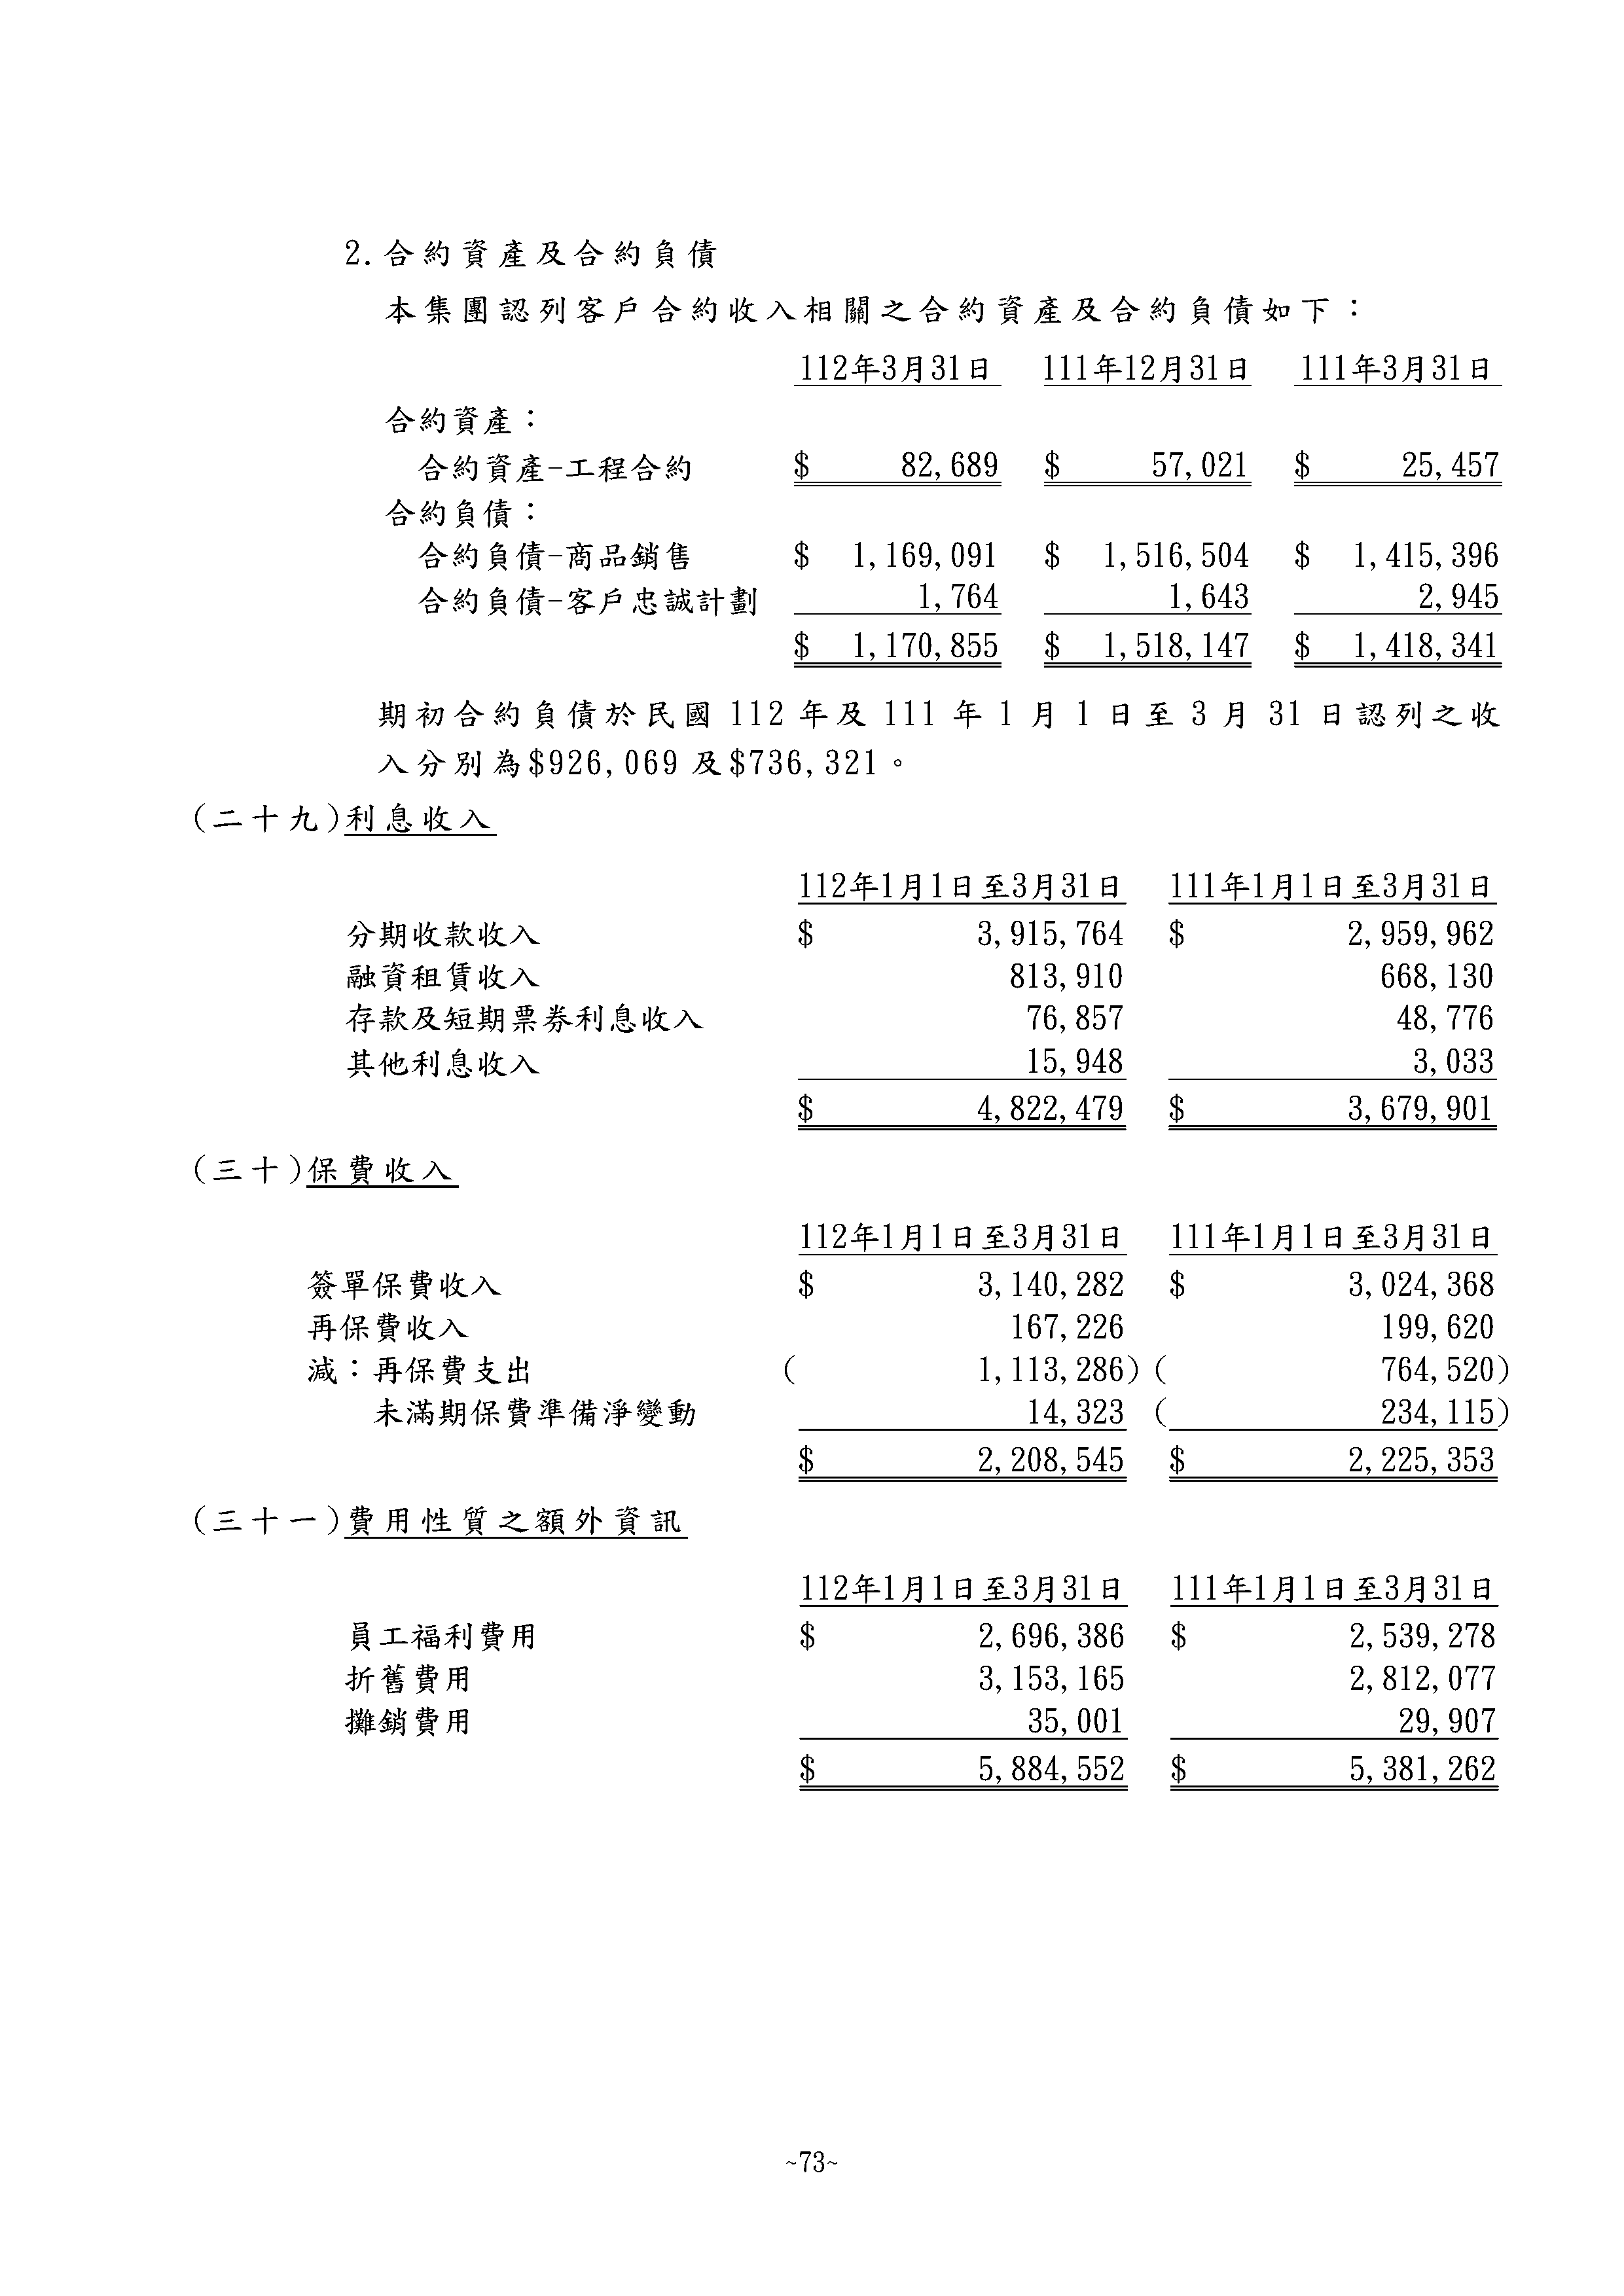 2.合約資產及合約負債
本集團認列客戶合約收入相關之合約資產及合約負債如下：
112年3月31日 111年12月31日 111年3月31日
合約資產：
合約資產-工程合約 $ 82,689 $ 57,021 $ 25,457
合約負債：
合約負債-商品銷售 $ 1,169,091 $ 1,516,504 $ 1,415,396
合約負債-客戶忠誠計劃 1,764 1,643 2,945
$ 1,170,855 $ 1,518,147 $ 1,418,341
期初合約負債於民國 112 年及 111 年 1 月 1 日至 3 月 31 日認列之收
入分別為$926,069 及$736,321。
(二十九)利息收入
112年1月1日至3月31日 111年1月1日至3月31日
分期收款收入 $ 3,915,764 $ 2,959,962
融資租賃收入 813,910 668,130
存款及短期票券利息收入 76,857 48,776
其他利息收入 15,948 3,033
$ 4,822,479 $ 3,679,901
(三十)保費收入
112年1月1日至3月31日 111年1月1日至3月31日
簽單保費收入 $ 3,140,282 $ 3,024,368
再保費收入 167,226 199,620
減：再保費支出 ( 1,113,286) ( 764,520)
未滿期保費準備淨變動 14,323 ( 234,115)
$ 2,208,545 $ 2,225,353
(三十一)費用性質之額外資訊
112年1月1日至3月31日 111年1月1日至3月31日
員工福利費用 $ 2,696,386 $ 2,539,278
折舊費用 3,153,165 2,812,077
攤銷費用 35,001 29,907
$ 5,884,552 $ 5,381,262
~73~